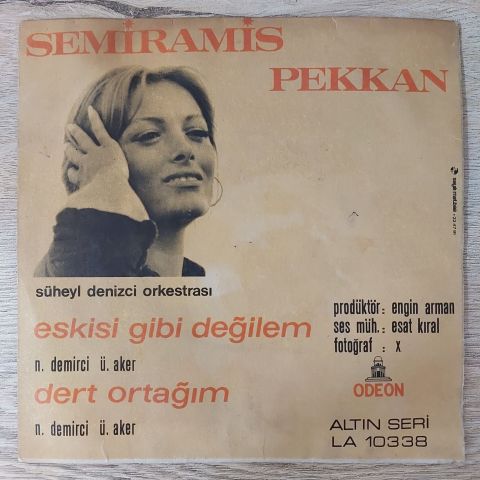 SEMİRAMİS
PEKKAN
süheyl denizci orkestrası
eskisi gibi değilem
n. demirci ü. aker
dert ortağım
n. demirci ü. aker
prodüktör: engin arman
ses müh.: esat kıral
fotoğraf : x
ODEON
ALTIN SERİ
LA 10338